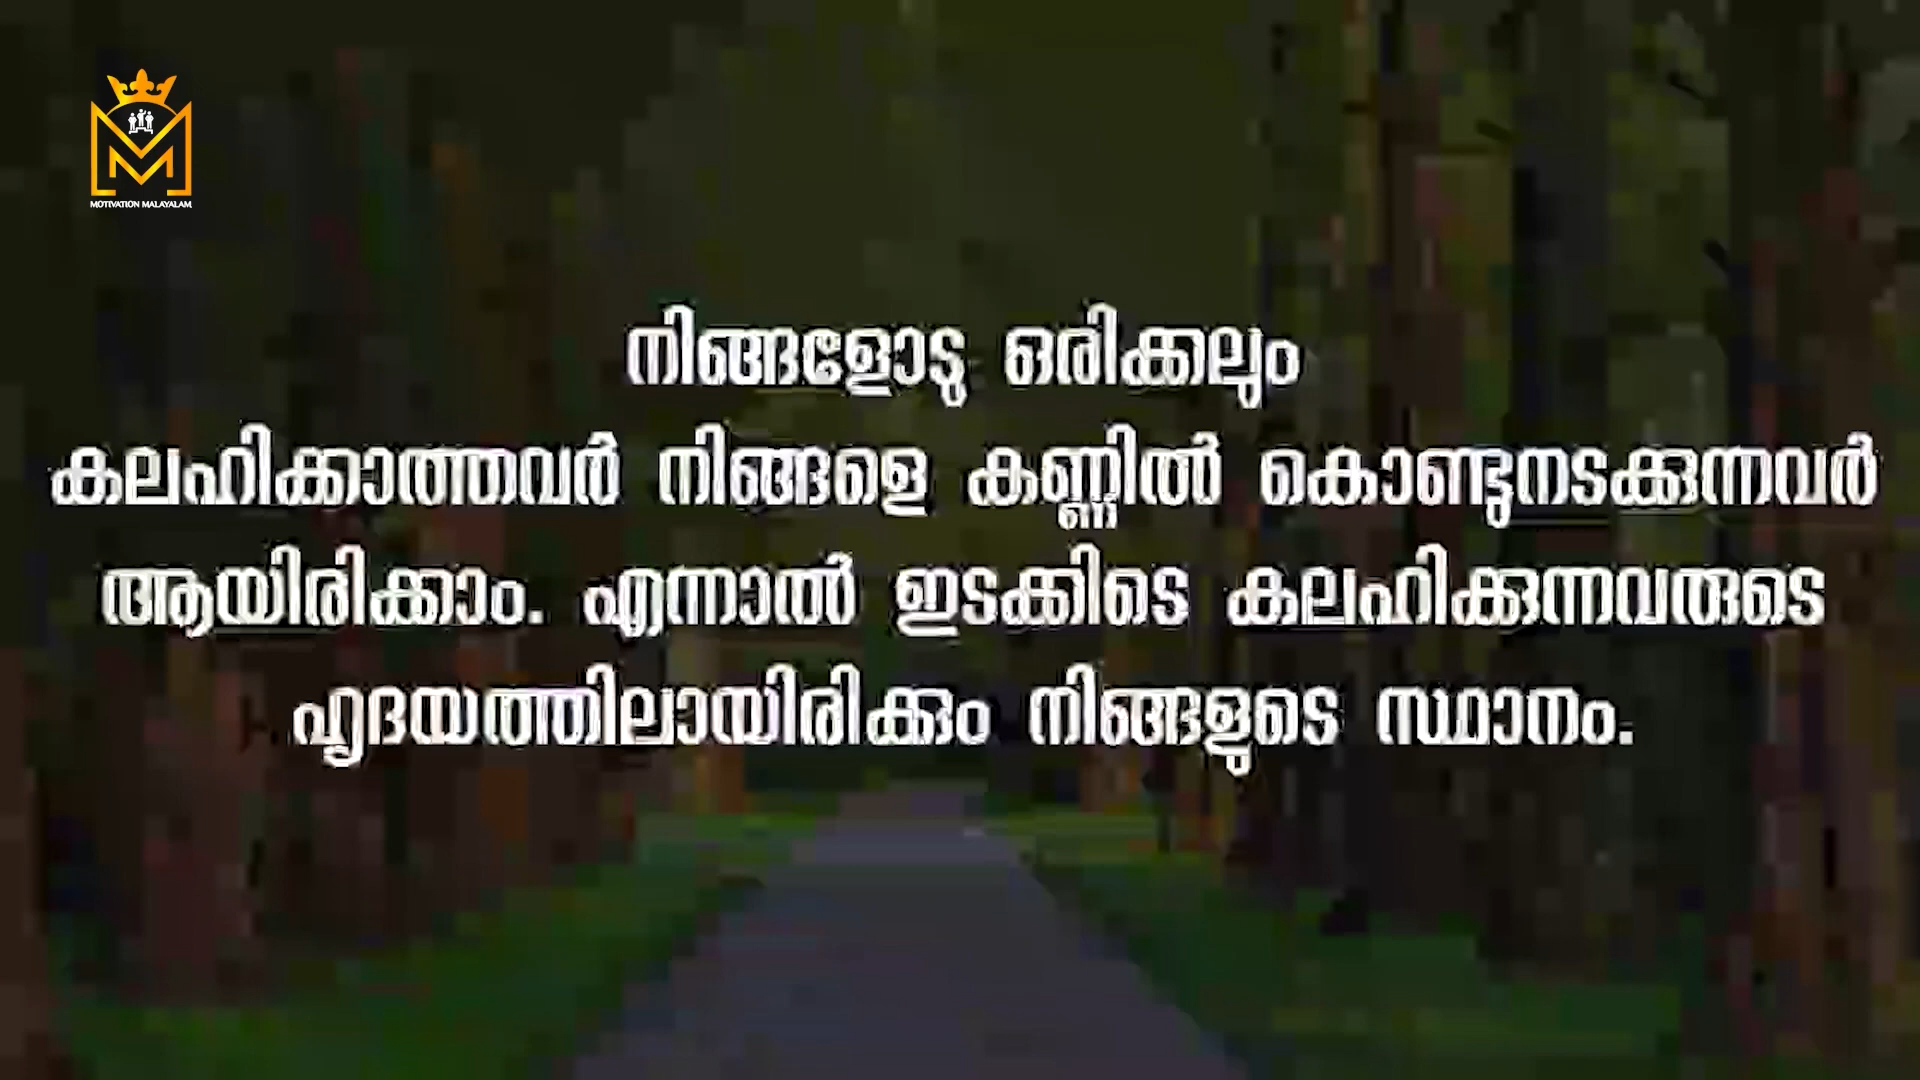 MOTIVATION MALAYALAM
നിങ്ങളോടു ഒരിക്കലും
കലഹിക്കാത്തവർ നിങ്ങളെ കണ്ണിൽ കൊണ്ടുനടക്കുന്നവർ
ആയിരിക്കാം. എന്നാൽ ഇടക്കിടെ കലഹിക്കുന്നവരുടെ
ഹൃദയത്തിലായിരിക്കും നിങ്ങളുടെ സ്ഥാനം.